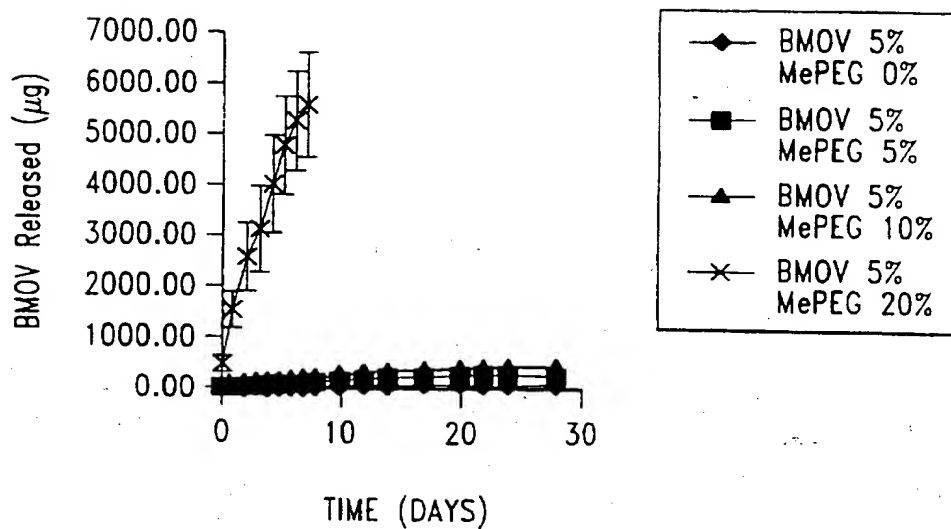 7000.00
6000.00
5000.00
4000.00
3000.00
2000.00
1000.00
0.00
BMOV Released (µg)
0
10
20
30
TIME (DAYS)
BMOV 5%
MePEG 0%
BMOV 5%
MePEG 5%
BMOV 5%
MePEG 10%
BMOV 5%
MePEG 20%